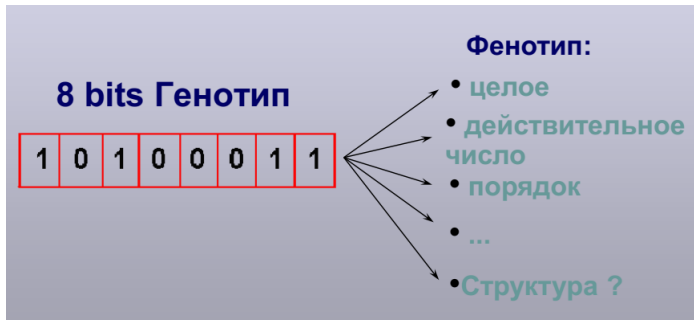 Фенотип:
8 bits Генотип
1 0 1 0 0 0 1 1
• целое
• действительное
число
• порядок
• ...
•Структура ?